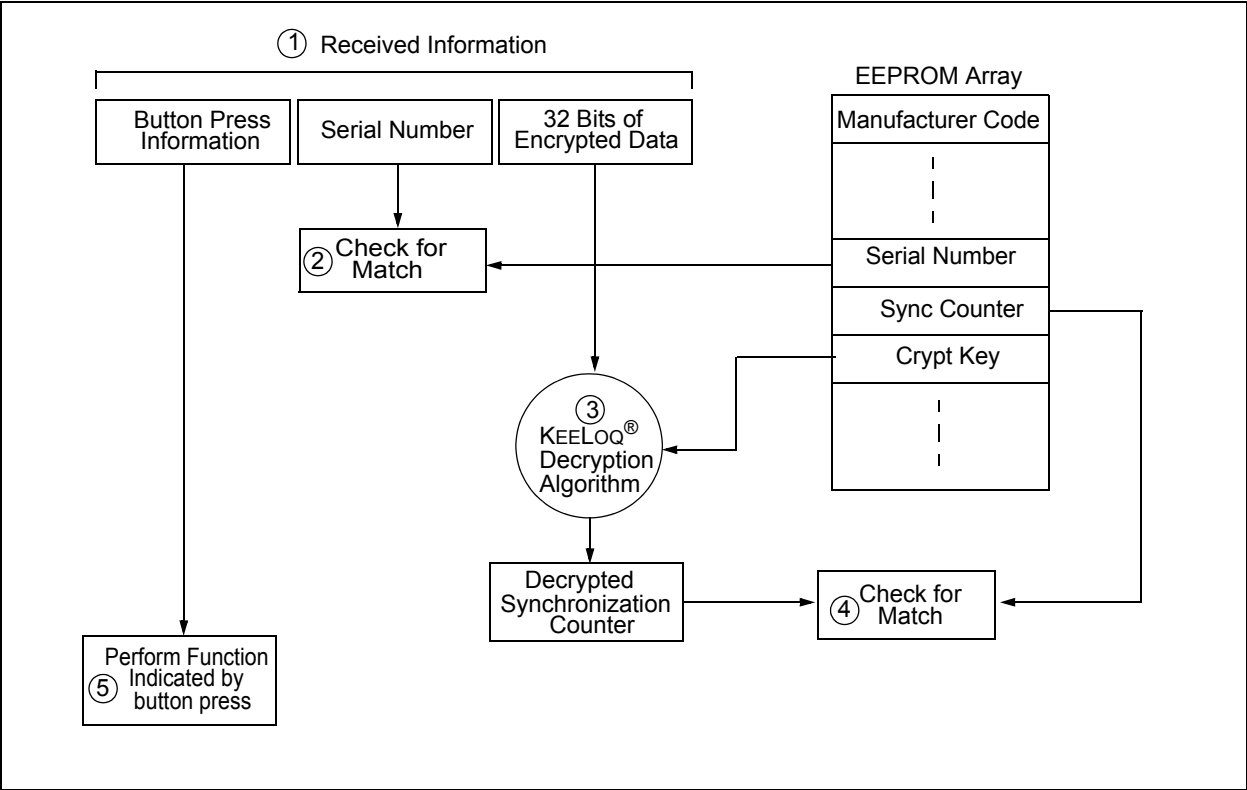 ① Received Information
EEPROM Array
Button Press
Information
Serial Number
32 Bits of
Encrypted Data
Manufacturer Code
Serial Number
Sync Counter
Crypt Key
② Check for
Match
③
KEELOQ®
Decryption
Algorithm
Decrypted
Synchronization
Counter
④ Check for
Match
Perform Function
⑤ Indicated by
button press